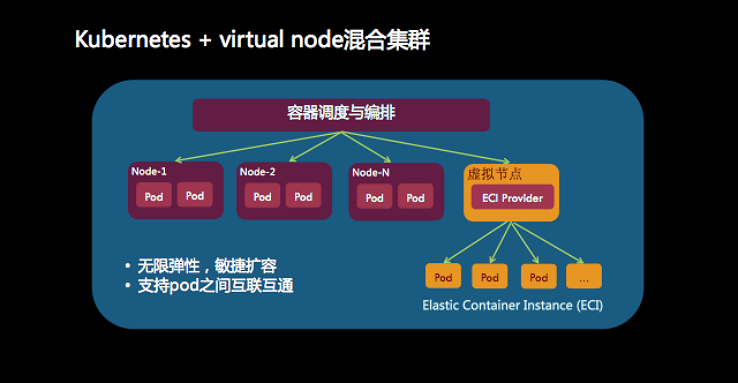 Kubernetes + virtual node混合集群
容器调度与编排
Node-1
Pod
Pod
Node-2
Pod
Pod
Node-N
Pod
Pod
虚拟节点
ECI Provider
• 无限弹性，敏捷扩容
• 支持pod之间互联互通
Pod
Pod
Pod
...
Elastic Container Instance (ECI)